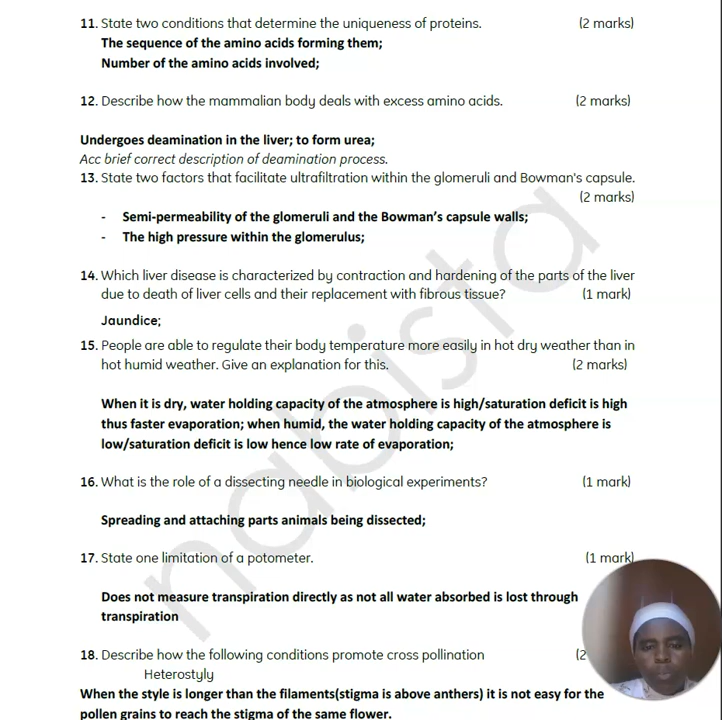 11. State two conditions that determine the uniqueness of proteins. (2 marks)
The sequence of the amino acids forming them;
Number of the amino acids involved;
12. Describe how the mammalian body deals with excess amino acids. (2 marks)
Undergoes deamination in the liver; to form urea;
Acc brief correct description of deamination process.
13. State two factors that facilitate ultrafiltration within the glomeruli and Bowman's capsule.
(2 marks)
- Semi-permeability of the glomeruli and the Bowman's capsule walls;
- The high pressure within the glomerulus;
14. Which liver disease is characterized by contraction and hardening of the parts of the liver
due to death of liver cells and their replacement with fibrous tissue? (1 mark)
Jaundice;
15. People are able to regulate their body temperature more easily in hot dry weather than in
hot humid weather. Give an explanation for this. (2 marks)
When it is dry, water holding capacity of the atmosphere is high/saturation deficit is high
thus faster evaporation; when humid, the water holding capacity of the atmosphere is
low/saturation deficit is low hence low rate of evaporation;
16. What is the role of a dissecting needle in biological experiments? (1 mark)
Spreading and attaching parts animals being dissected;
17. State one limitation of a potometer. (1 mark)
Does not measure transpiration directly as not all water absorbed is lost through
transpiration
18. Describe how the following conditions promote cross pollination (2
Heterostyly
When the style is longer than the filaments(stigma is above anthers) it is not easy for the
pollen grains to reach the stigma of the same flower.
nabista